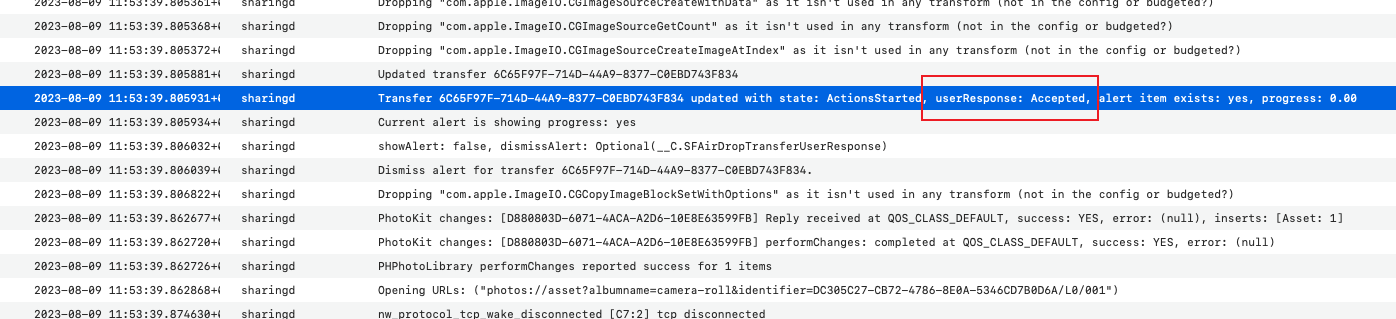 2023-08-09 11:53:39.805361+0 sharingd Dropping "com.apple.ImageIO.CGImageSourceCreateWithData" as it isn't used in any transform (not in the config or budgeted?)
2023-08-09 11:53:39.805368+0 sharingd Dropping "com.apple.ImageIO.CGImageSourceGetCount" as it isn't used in any transform (not in the config or budgeted?)
2023-08-09 11:53:39.805372+0 sharingd Dropping "com.apple.ImageIO.CGImageSourceCreateImageAtIndex" as it isn't used in any transform (not in the config or budgeted?)
2023-08-09 11:53:39.805881+0 sharingd Updated transfer 6C65F97F-714D-44A9-8377-C0EBD743F834
2023-08-09 11:53:39.805931+0 sharingd Transfer 6C65F97F-714D-44A9-8377-C0EBD743F834 updated with state: ActionsStarted, userResponse: Accepted, alert item exists: yes, progress: 0.00
2023-08-09 11:53:39.805934+0 sharingd Current alert is showing progress: yes
2023-08-09 11:53:39.806032+0 sharingd showAlert: false, dismissAlert: Optional(__C.SFAirDropTransferUserResponse)
2023-08-09 11:53:39.806039+0 sharingd Dismiss alert for transfer 6C65F97F-714D-44A9-8377-C0EBD743F834.
2023-08-09 11:53:39.806822+0 sharingd Dropping "com.apple.ImageIO.CGCopyImageBlockSetWithOptions" as it isn't used in any transform (not in the config or budgeted?)
2023-08-09 11:53:39.862677+0 sharingd PhotoKit changes: [D880803D-6071-4ACA-A2D6-10E8E63599FB] Reply received at QOS_CLASS_DEFAULT, success: YES, error: (null), inserts: [Asset: 1]
2023-08-09 11:53:39.862720+0 sharingd PhotoKit changes: [D880803D-6071-4ACA-A2D6-10E8E63599FB] performChanges: completed at QOS_CLASS_DEFAULT, success: YES, error: (null)
2023-08-09 11:53:39.862726+0 sharingd PHPhotoLibrary performChanges reported success for 1 items
2023-08-09 11:53:39.862868+0 sharingd Opening URLs: ("photos://asset?albumname=camera-roll&identifier=DC305C27-CB72-4786-8E0A-5346CD7B0D6A/L0/001")
2023-08-09 11:53:39.874630+0 sharingd nw_protocol_tcp_wake_disconnected [C7:2] tcp disconnected